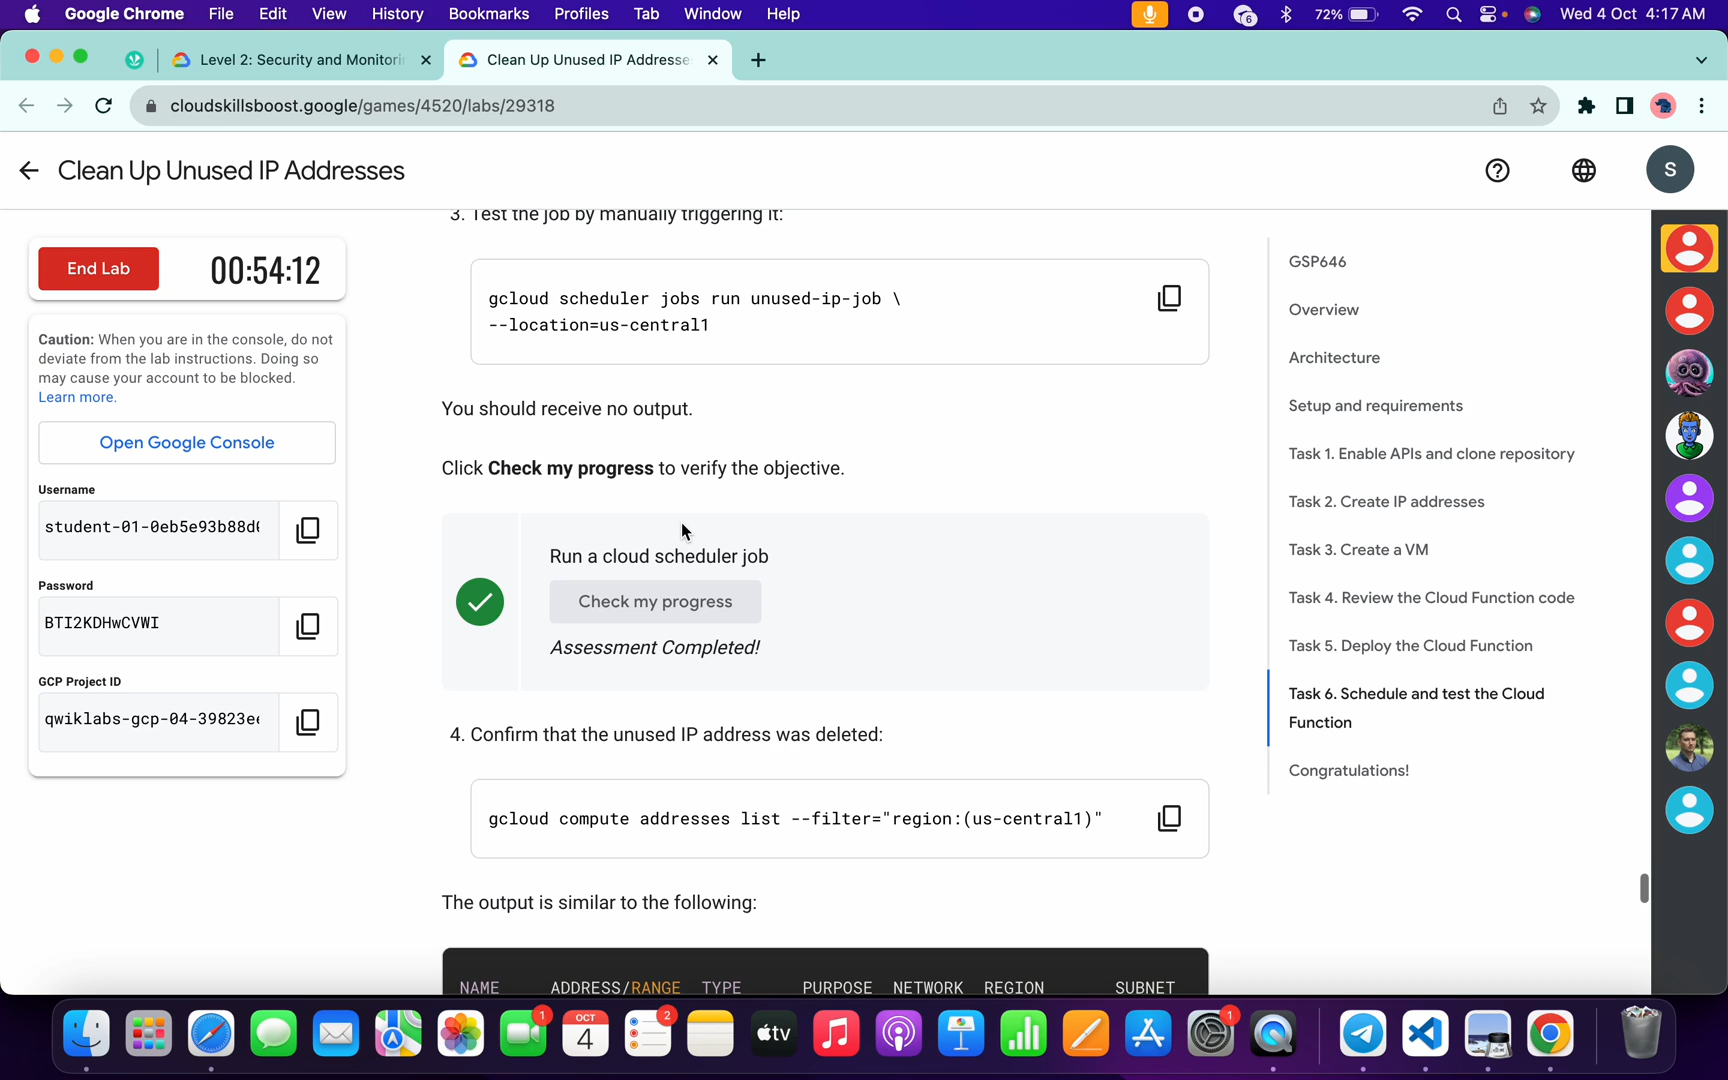 Google Chrome File Edit View History Bookmarks Profiles Tab Window Help 6 72% Wed 4 Oct 4:17 AM
Level 2: Security and Monitori
Clean Up Unused IP Addresse
cloudskillsboost.google/games/4520/labs/29318
Clean Up Unused IP Addresses
S
End Lab
00:54:12
Caution: When you are in the console, do not
deviate from the lab instructions. Doing so
may cause your account to be blocked.
Learn more.
Open Google Console
Username
student-01-0eb5e93b88d
Password
BTI2KDHwCVWI
GCP Project ID
qwiklabs-gcp-04-39823e
3. Test the job by manually triggering it:
gcloud scheduler jobs run unused-ip-job \
--location=us-central1
You should receive no output.
Click Check my progress to verify the objective.
Run a cloud scheduler job
Check my progress
Assessment Completed!
4. Confirm that the unused IP address was deleted:
gcloud compute addresses list --filter="region:(us-central1)"
The output is similar to the following:
NAME ADDRESS/RANGE TYPE PURPOSE NETWORK REGION SUBNET
GSP646
Overview
Architecture
Setup and requirements
Task 1. Enable APIs and clone repository
Task 2. Create IP addresses
Task 3. Create a VM
Task 4. Review the Cloud Function code
Task 5. Deploy the Cloud Function
Task 6. Schedule and test the Cloud
Function
Congratulations!
1
OCT
4
2
tv
1